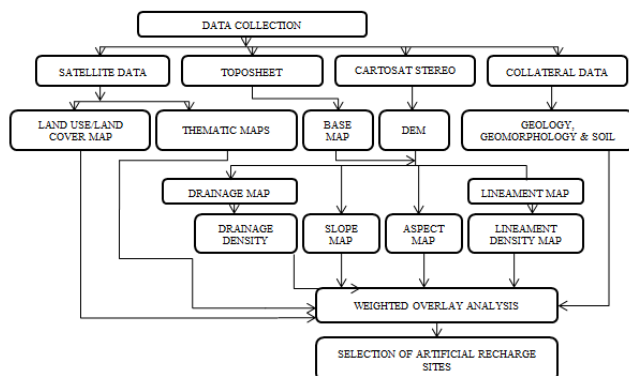 DATA COLLECTION
SATELLITE DATA
TOPOSHEET
CARTOSAT STEREO
COLLATERAL DATA
LAND USE/LAND
COVER MAP
THEMATIC MAPS
BASE
MAP
DEM
GEOLOGY,
GEOMORPHOLOGY & SOIL
DRAINAGE MAP
LINEAMENT MAP
DRAINAGE
DENSITY
SLOPE
MAP
ASPECT
MAP
LINEAMENT
DENSITY MAP
WEIGHTED OVERLAY ANALYSIS
SELECTION OF ARTIFICIAL RECHARGE
SITES